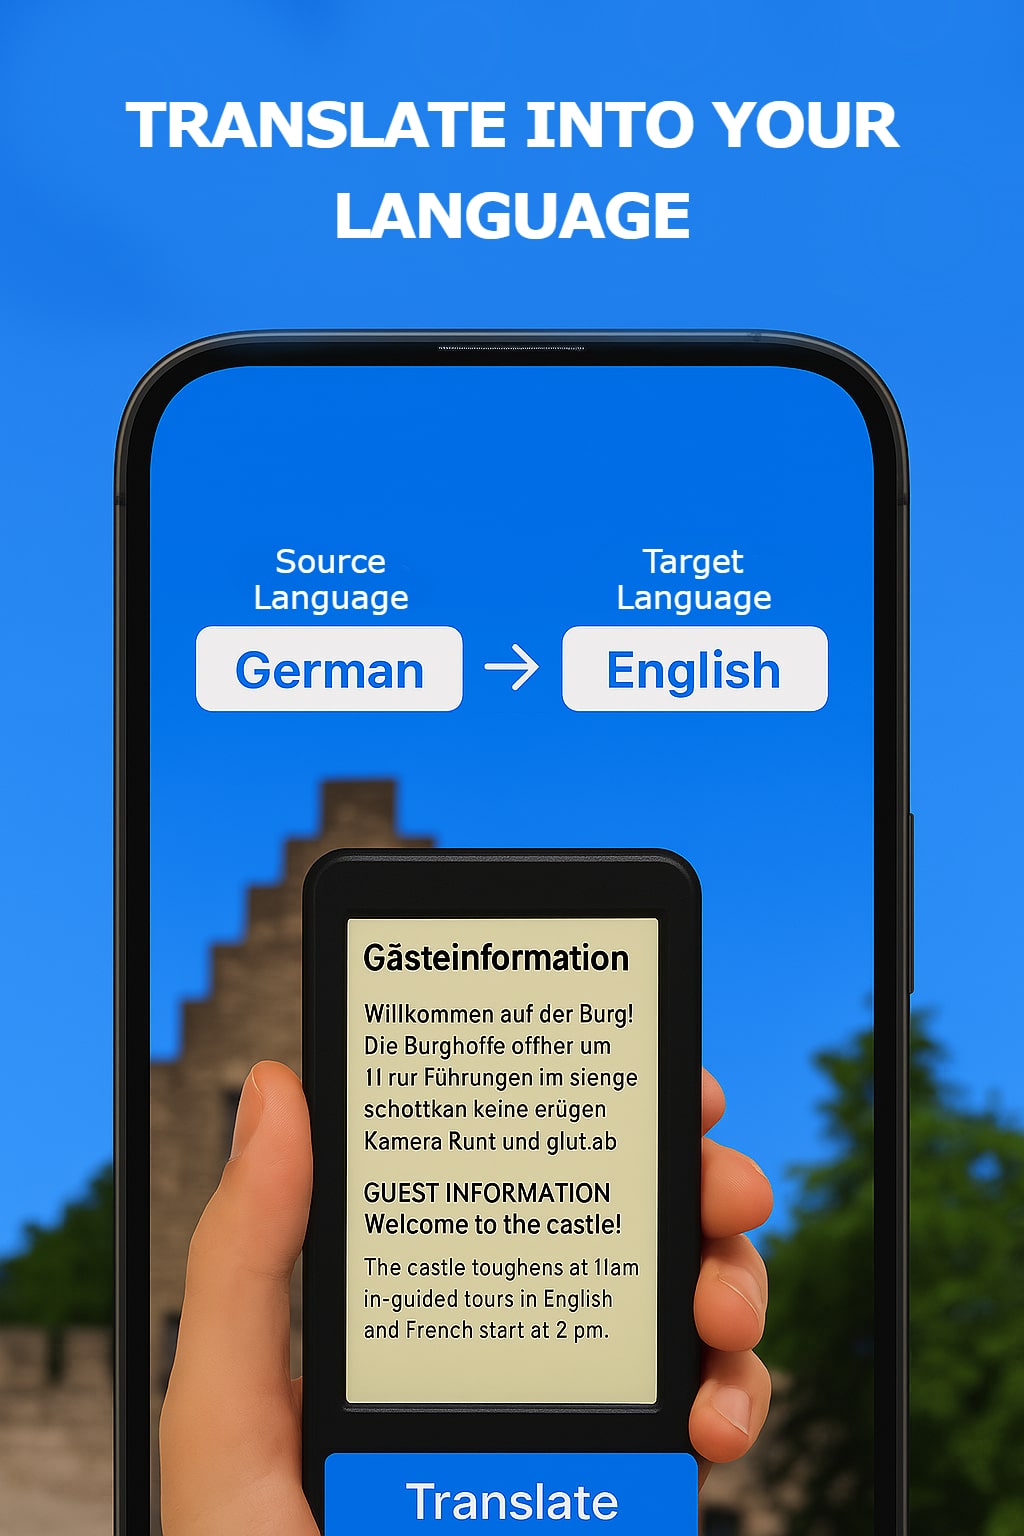 TRANSLATE INTO YOUR
LANGUAGE
Source
Language
German
Target
Language
English
Gãsteinformation
Willkommen auf der Burg!
Die Burghoffe offher um
11 rur Führungen im sienge
schottkan keine erügen
Kamera Runt und glut.ab
GUEST INFORMATION
Welcome to the castle!
The castle toughens at 11am
in-guided tours in English
and French start at 2 pm.
Translate